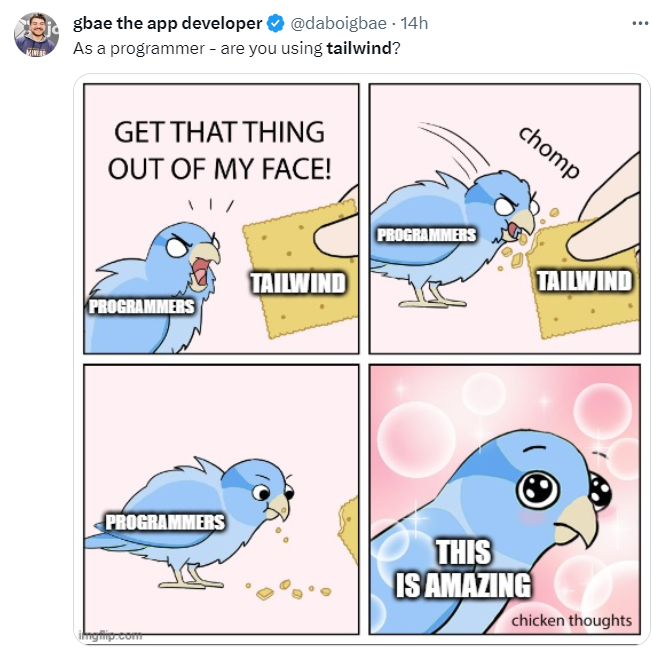 gbae the app developer @daboigbae · 14h
As a programmer - are you using tailwind?
GET THAT THING
OUT OF MY FACE!
PROGRAMMERS
TAILWIND
chomp
PROGRAMMERS
TAILWIND
PROGRAMMERS
THIS
IS AMAZING
chicken thoughts
imgflip.com